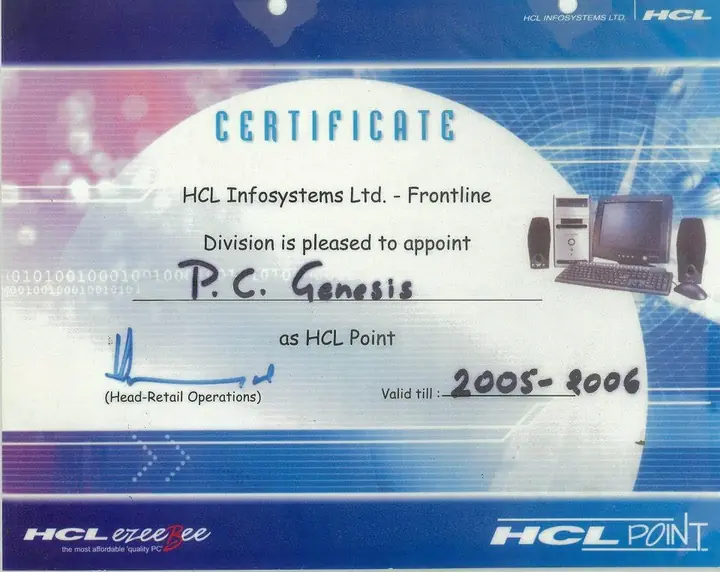 HCL INFOSYSTEMS LTD. HCL
CERTIFICATE
HCL Infosystems Ltd. - Frontline
Division is pleased to appoint
P.C. Genesis
as HCL Point
(Head-Retail Operations)
Valid till : 2005-2006
HCL ezeeBee
the most affordable 'quality PC'
HCL POINT